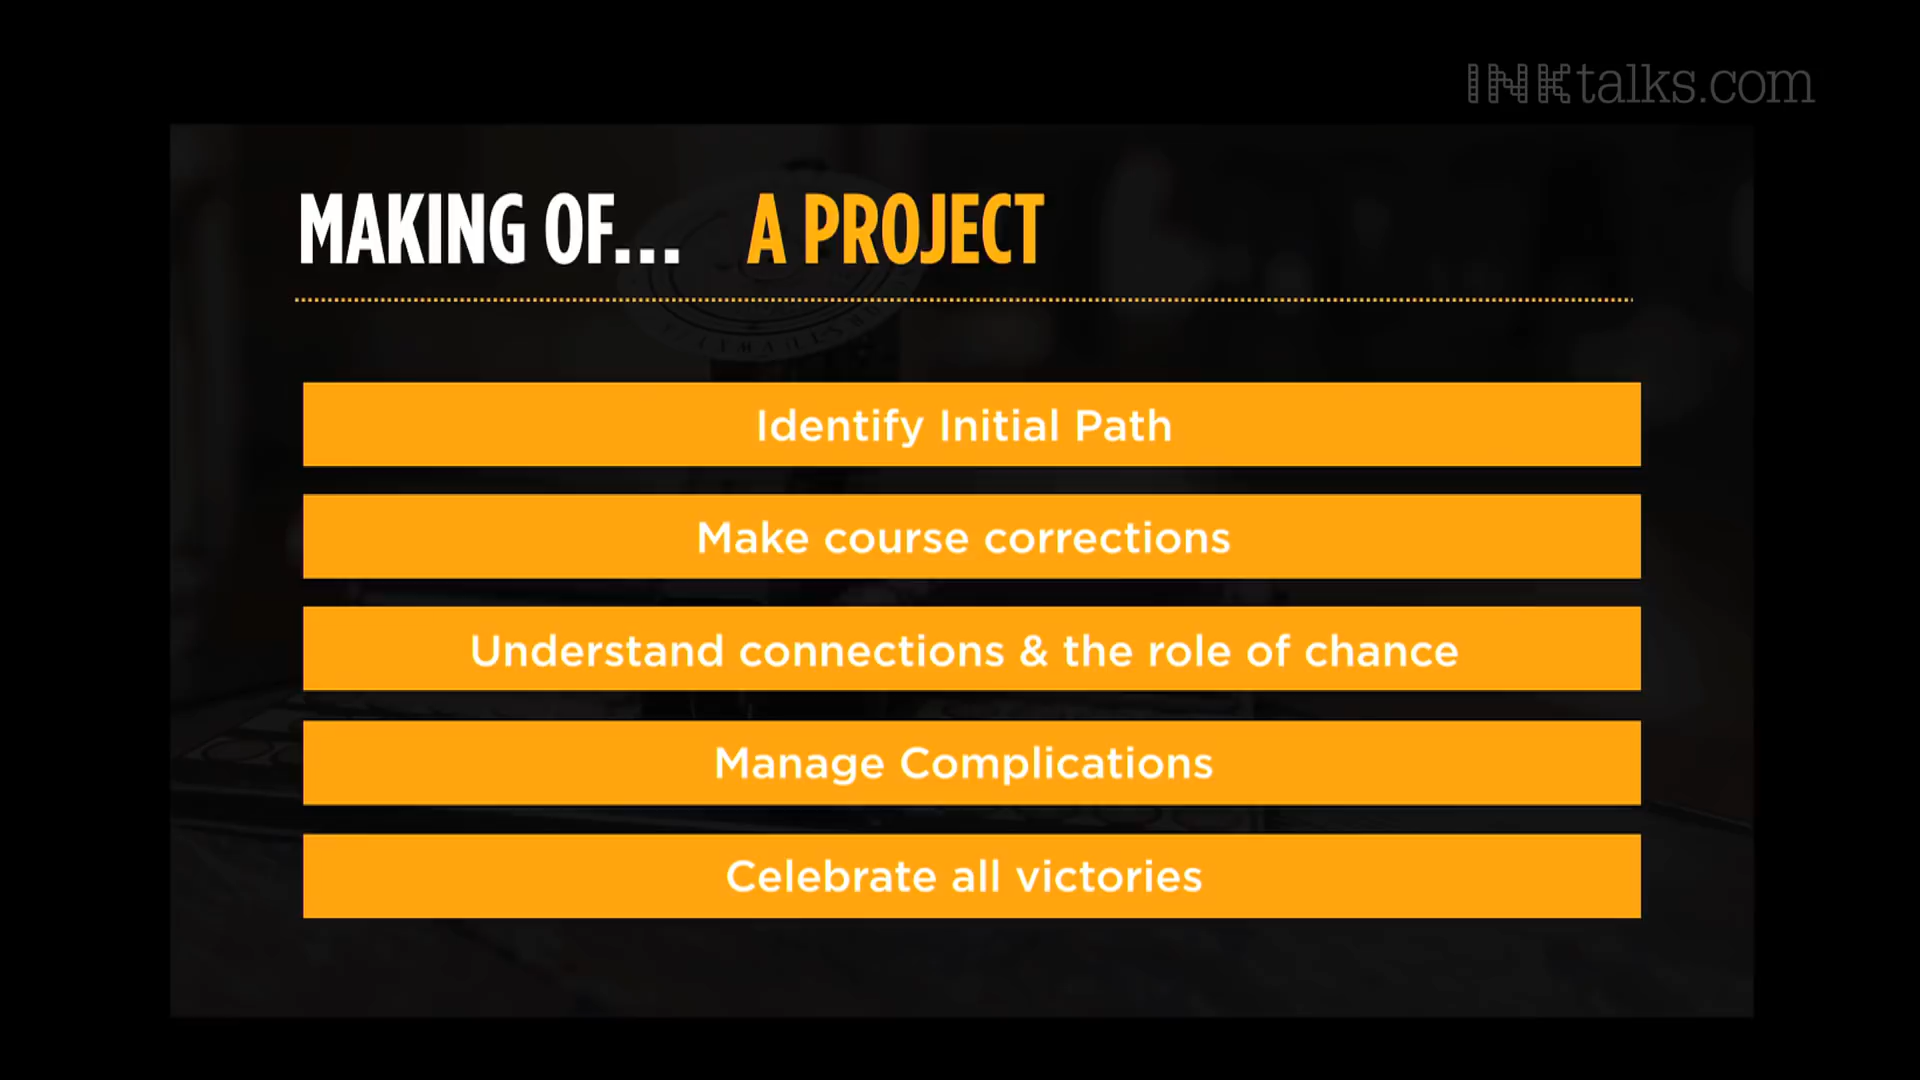 INKtalks.com
MAKING OF... A PROJECT
Identify Initial Path
Make course corrections
Understand connections & the role of chance
Manage Complications
Celebrate all victories